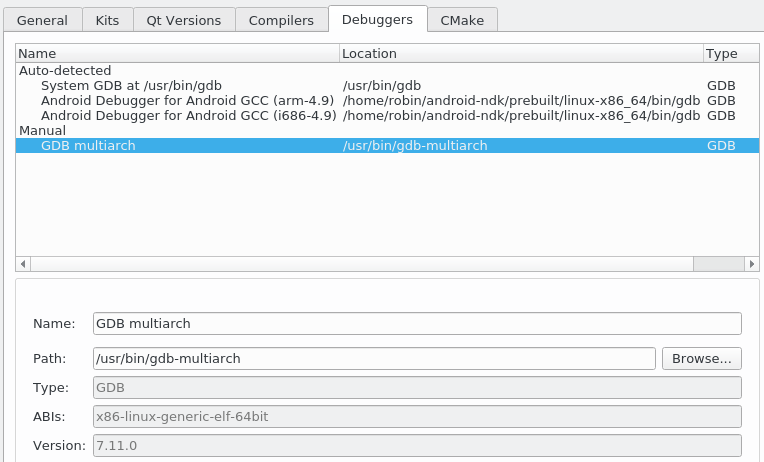 General Kits Qt Versions Compilers Debuggers CMake
Name Location Type
Auto-detected
System GDB at /usr/bin/gdb /usr/bin/gdb GDB
Android Debugger for Android GCC (arm-4.9) /home/robin/android-ndk/prebuilt/linux-x86_64/bin/gdb GDB
Android Debugger for Android GCC (i686-4.9) /home/robin/android-ndk/prebuilt/linux-x86_64/bin/gdb GDB
Manual
GDB multiarch /usr/bin/gdb-multiarch GDB
Name: GDB multiarch
Path: /usr/bin/gdb-multiarch Browse...
Type: GDB
ABIs: x86-linux-generic-elf-64bit
Version: 7.11.0